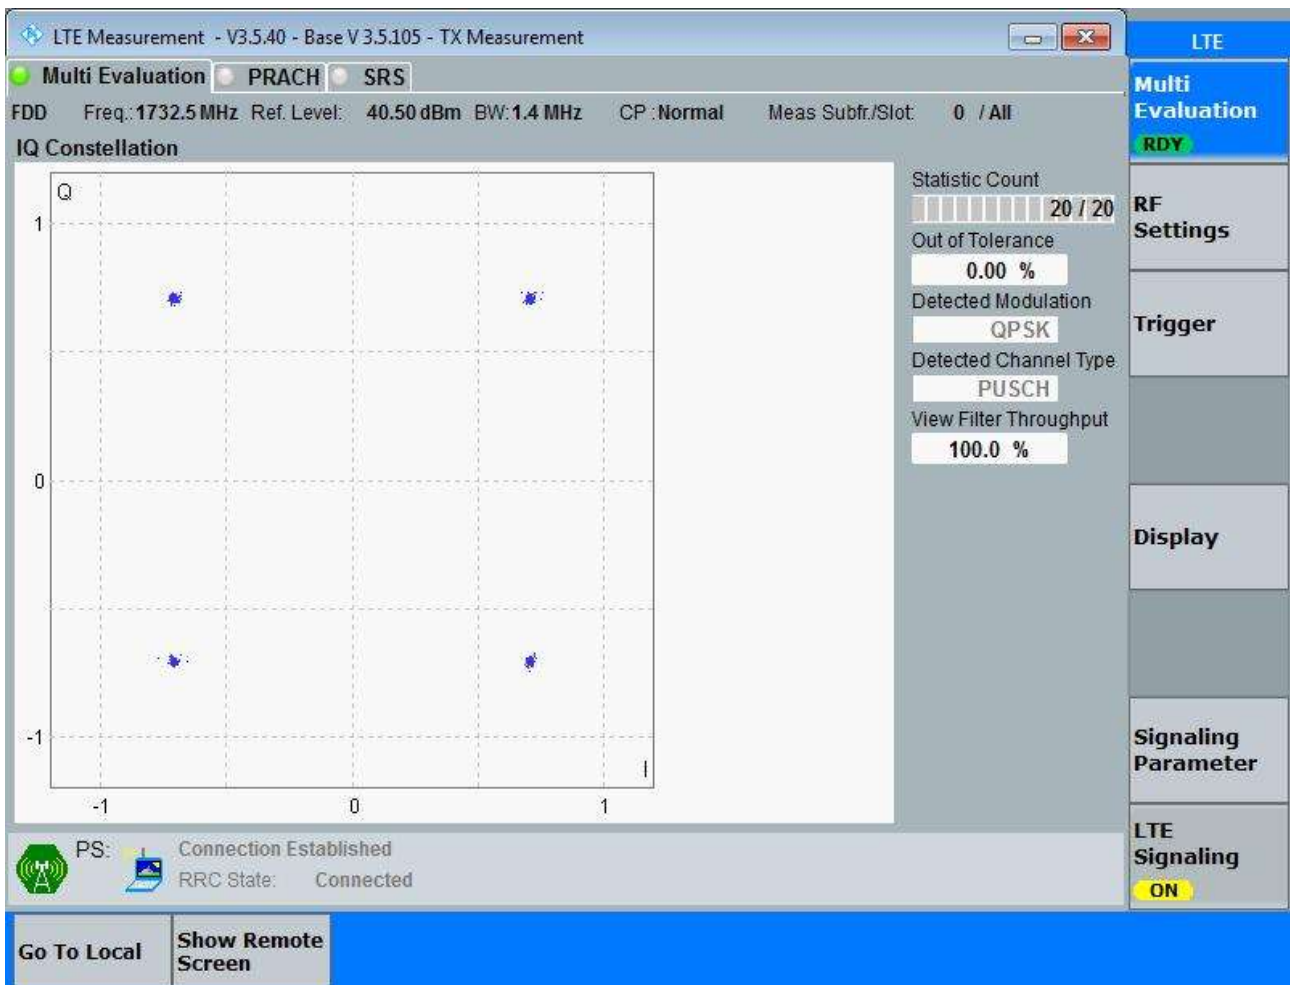 LTE Measurement - V3.5.40 - Base V 3.5.105 - TX Measurement
LTE
Multi Evaluation PRACH SRS
FDD Freq.: 1732.5 MHz Ref. Level: 40.50 dBm BW: 1.4 MHz CP : Normal Meas Subfr./Slot: 0 / All
IQ Constellation
Q
1
0
-1
I
-1 0 1
Statistic Count
20 / 20
Out of Tolerance
0.00 %
Detected Modulation
QPSK
Detected Channel Type
PUSCH
View Filter Throughput
100.0 %
Multi
Evaluation
RDY
RF
Settings
Trigger
Display
Signaling
Parameter
LTE
Signaling
ON
PS: Connection Established
RRC State: Connected
Go To Local
Show Remote
Screen